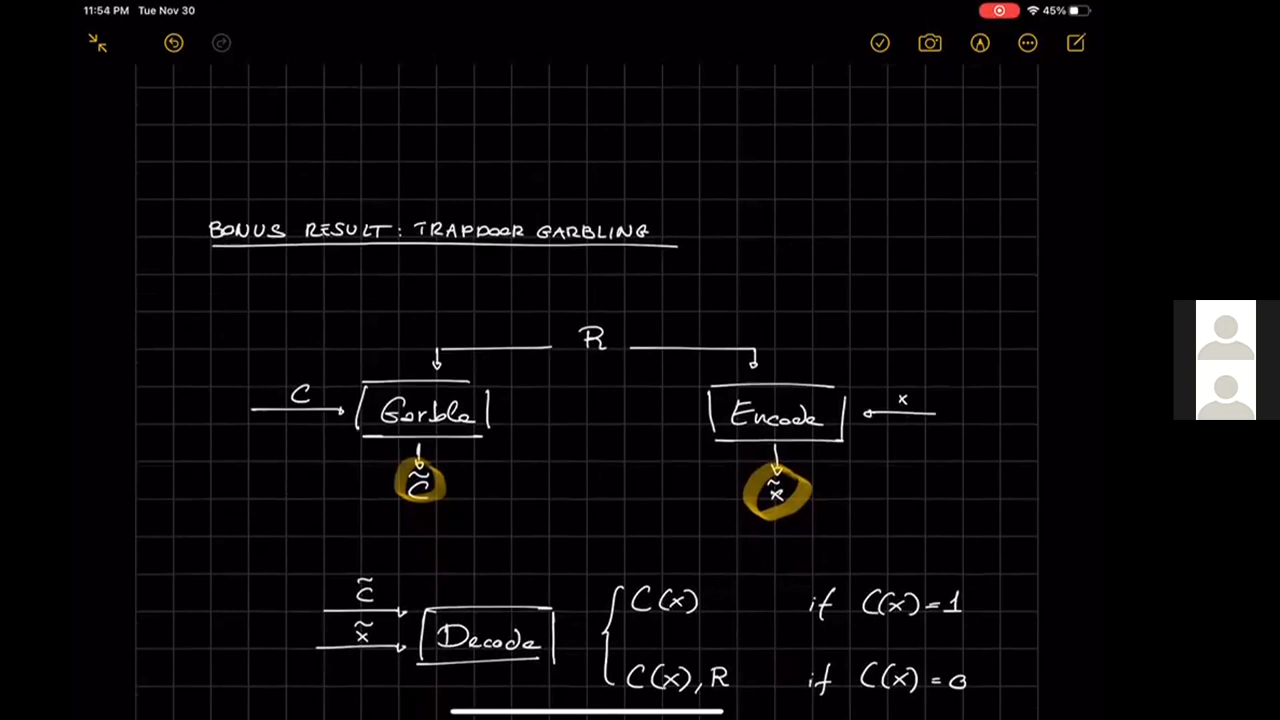 11:54 PM Tue Nov 30
45%
BONUS RESULT: TRAPDOOR GARBLING
R
C
Garble
Encode
x
C̃
x̃
C̃
x̃
Decode
C(x) if C(x)=1
C(x), R if C(x)=0